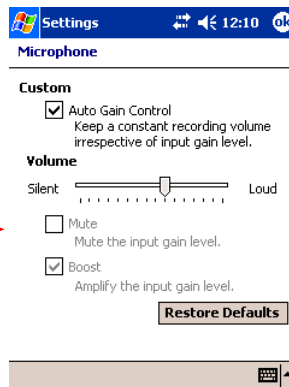 Settings 12:10 ok
Microphone
Custom
Auto Gain Control
Keep a constant recording volume
irrespective of input gain level.
Volume
Silent Loud
Mute
Mute the input gain level.
Boost
Amplify the input gain level.
Restore Defaults